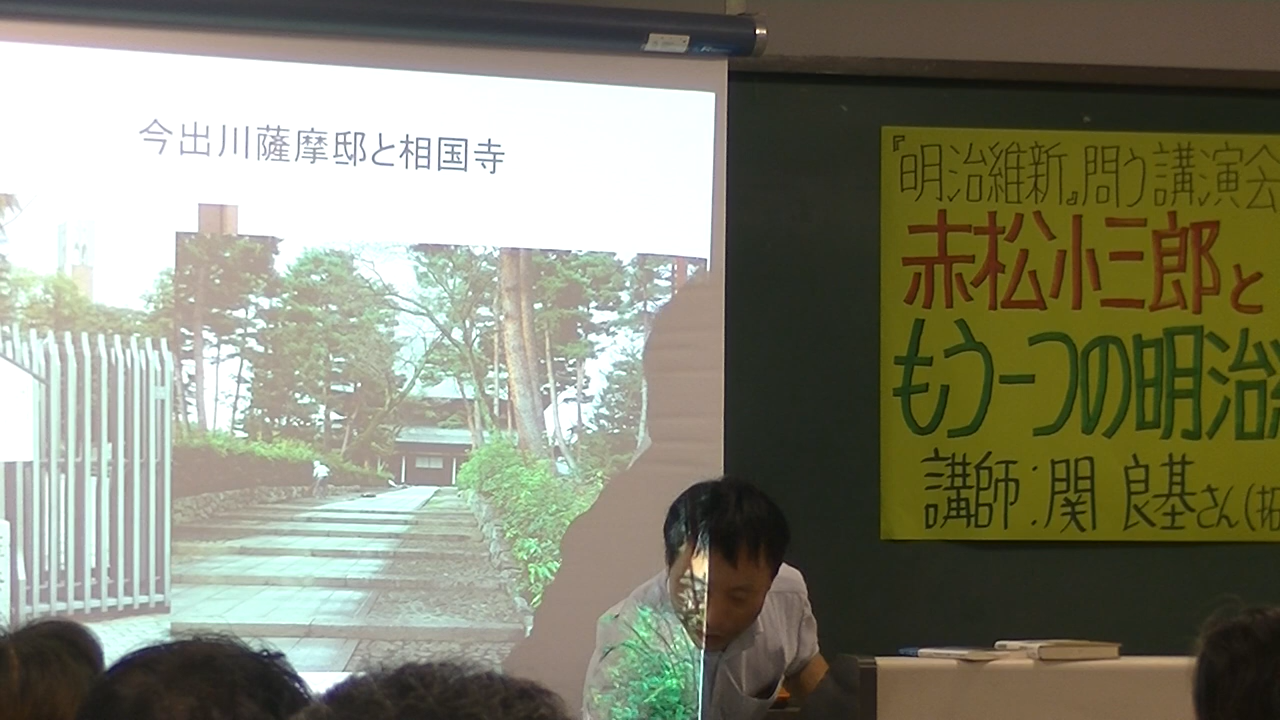 今出川薩摩邸と相国寺
『明治維新』問う講演会
赤松小三郎と
もう一つの明治
講師:関 良基さん(拓